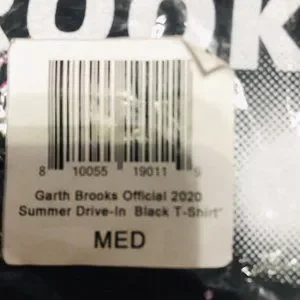 ROOK
8 10055 19011 5
Garth Brooks Official 2020
Summer Drive-In Black T-Shirt"
MED